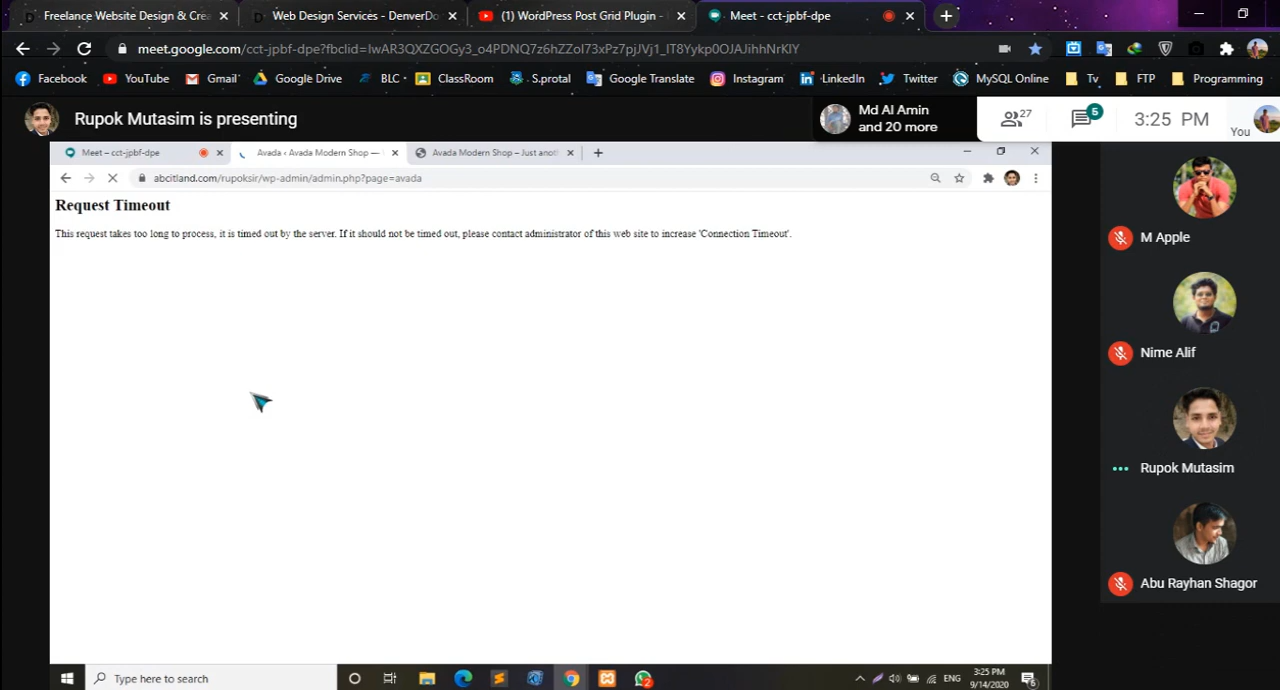 Freelance Website Design & Crea
Web Design Services - DenverDo
(1) WordPress Post Grid Plugin -
Meet - cct-jpbf-dpe
meet.google.com/cct-jpbf-dpe?fbclid=IwAR3QXZGOGy3_o4PDNQ7z6hZZoI73xPz7pjJVj1_IT8Yykp0OJAJihhNrKIY
Facebook
YouTube
Gmail
Google Drive
BLC
ClassRoom
S.protal
Google Translate
Instagram
LinkedIn
Twitter
MySQL Online
Tv
FTP
Programming
Rupok Mutasim is presenting
Md Al Amin
and 20 more
27
5
3:25 PM
You
Meet – cct-jpbf-dpe
Avada ‹ Avada Modern Shop —
Avada Modern Shop – Just anot
abcitland.com/rupoksir/wp-admin/admin.php?page=avada
Request Timeout
This request takes too long to process, it is timed out by the server. If it should not be timed out, please contact administrator of this web site to increase 'Connection Timeout'.
M Apple
Nime Alif
Rupok Mutasim
Abu Rayhan Shagor
Type here to search
2
ENG
3:25 PM
9/14/2020